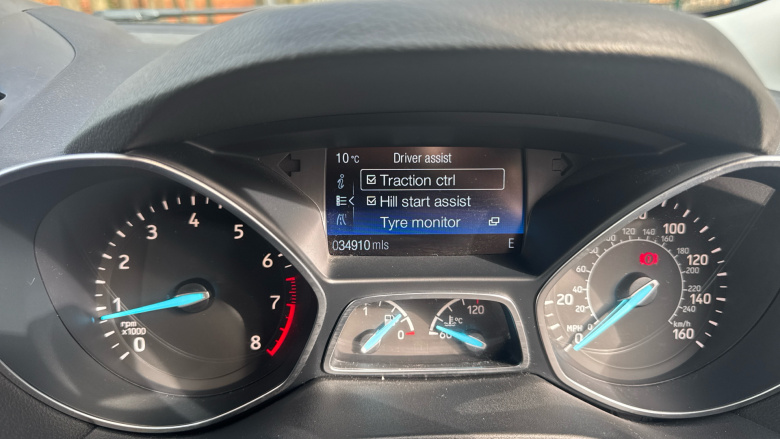 10 °C Driver assist
Traction ctrl
Hill start assist
Tyre monitor
034910 mls E
0
1
2
3
4
5
6
7
8
rpm
x1000
1
0
60
120
°C
MPH
0
20
100
120
140
160
km/h
0
40
60
80
120
140
160
180
200
240